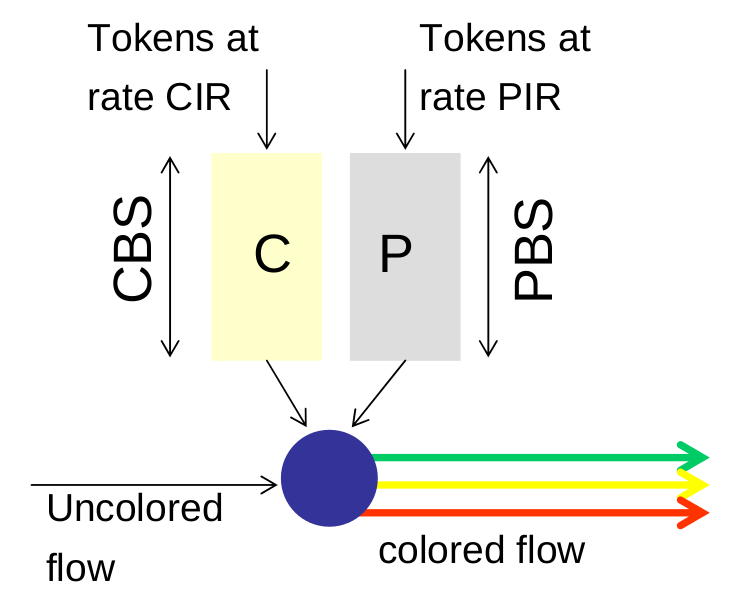 Tokens at
rate CIR
Tokens at
rate PIR
CBS
C
P
PBS
Uncolored
flow
colored flow